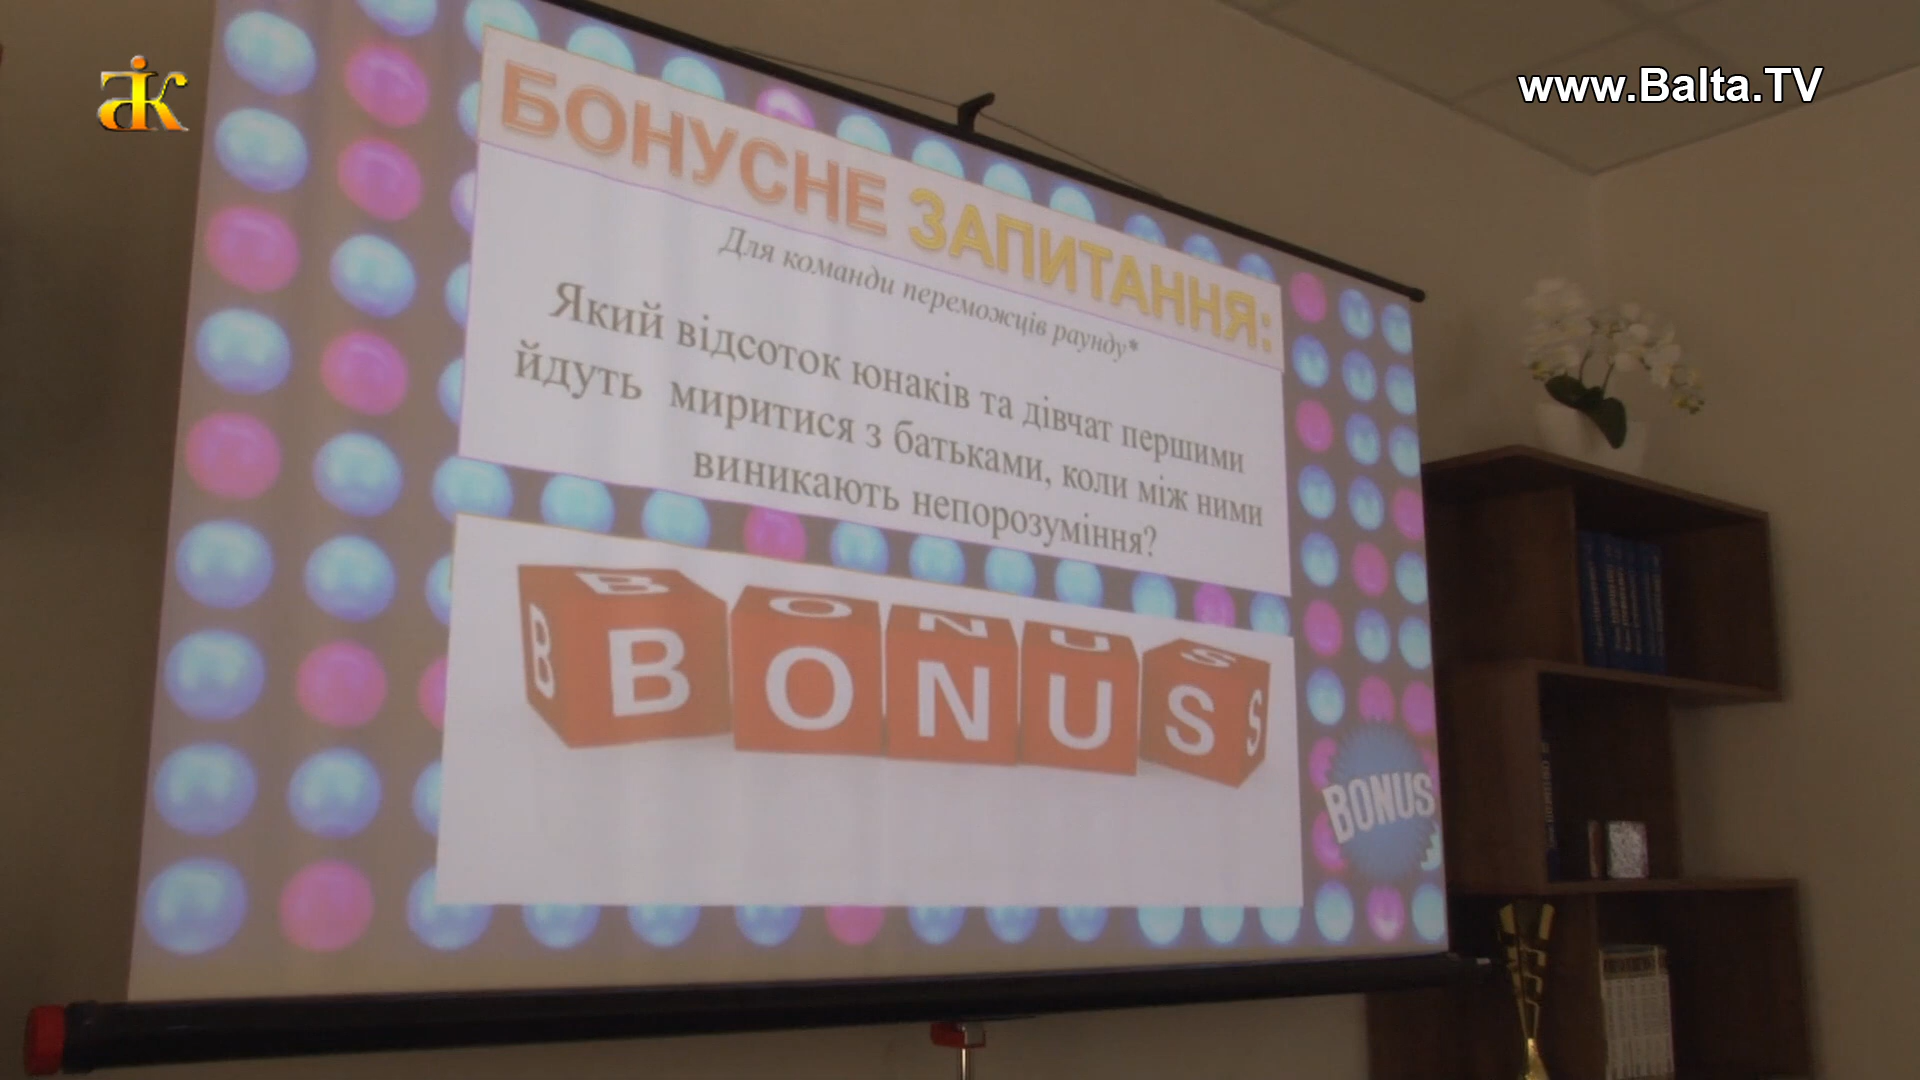 www.Balta.TV
БОНУСНЕ ЗАПИТАННЯ:
Для команди переможців раунду*
Який відсоток юнаків та дівчат першими
йдуть миритися з батьками, коли між ними
виникають непорозуміння?
B O N U S
B B O N U S S
BONUS